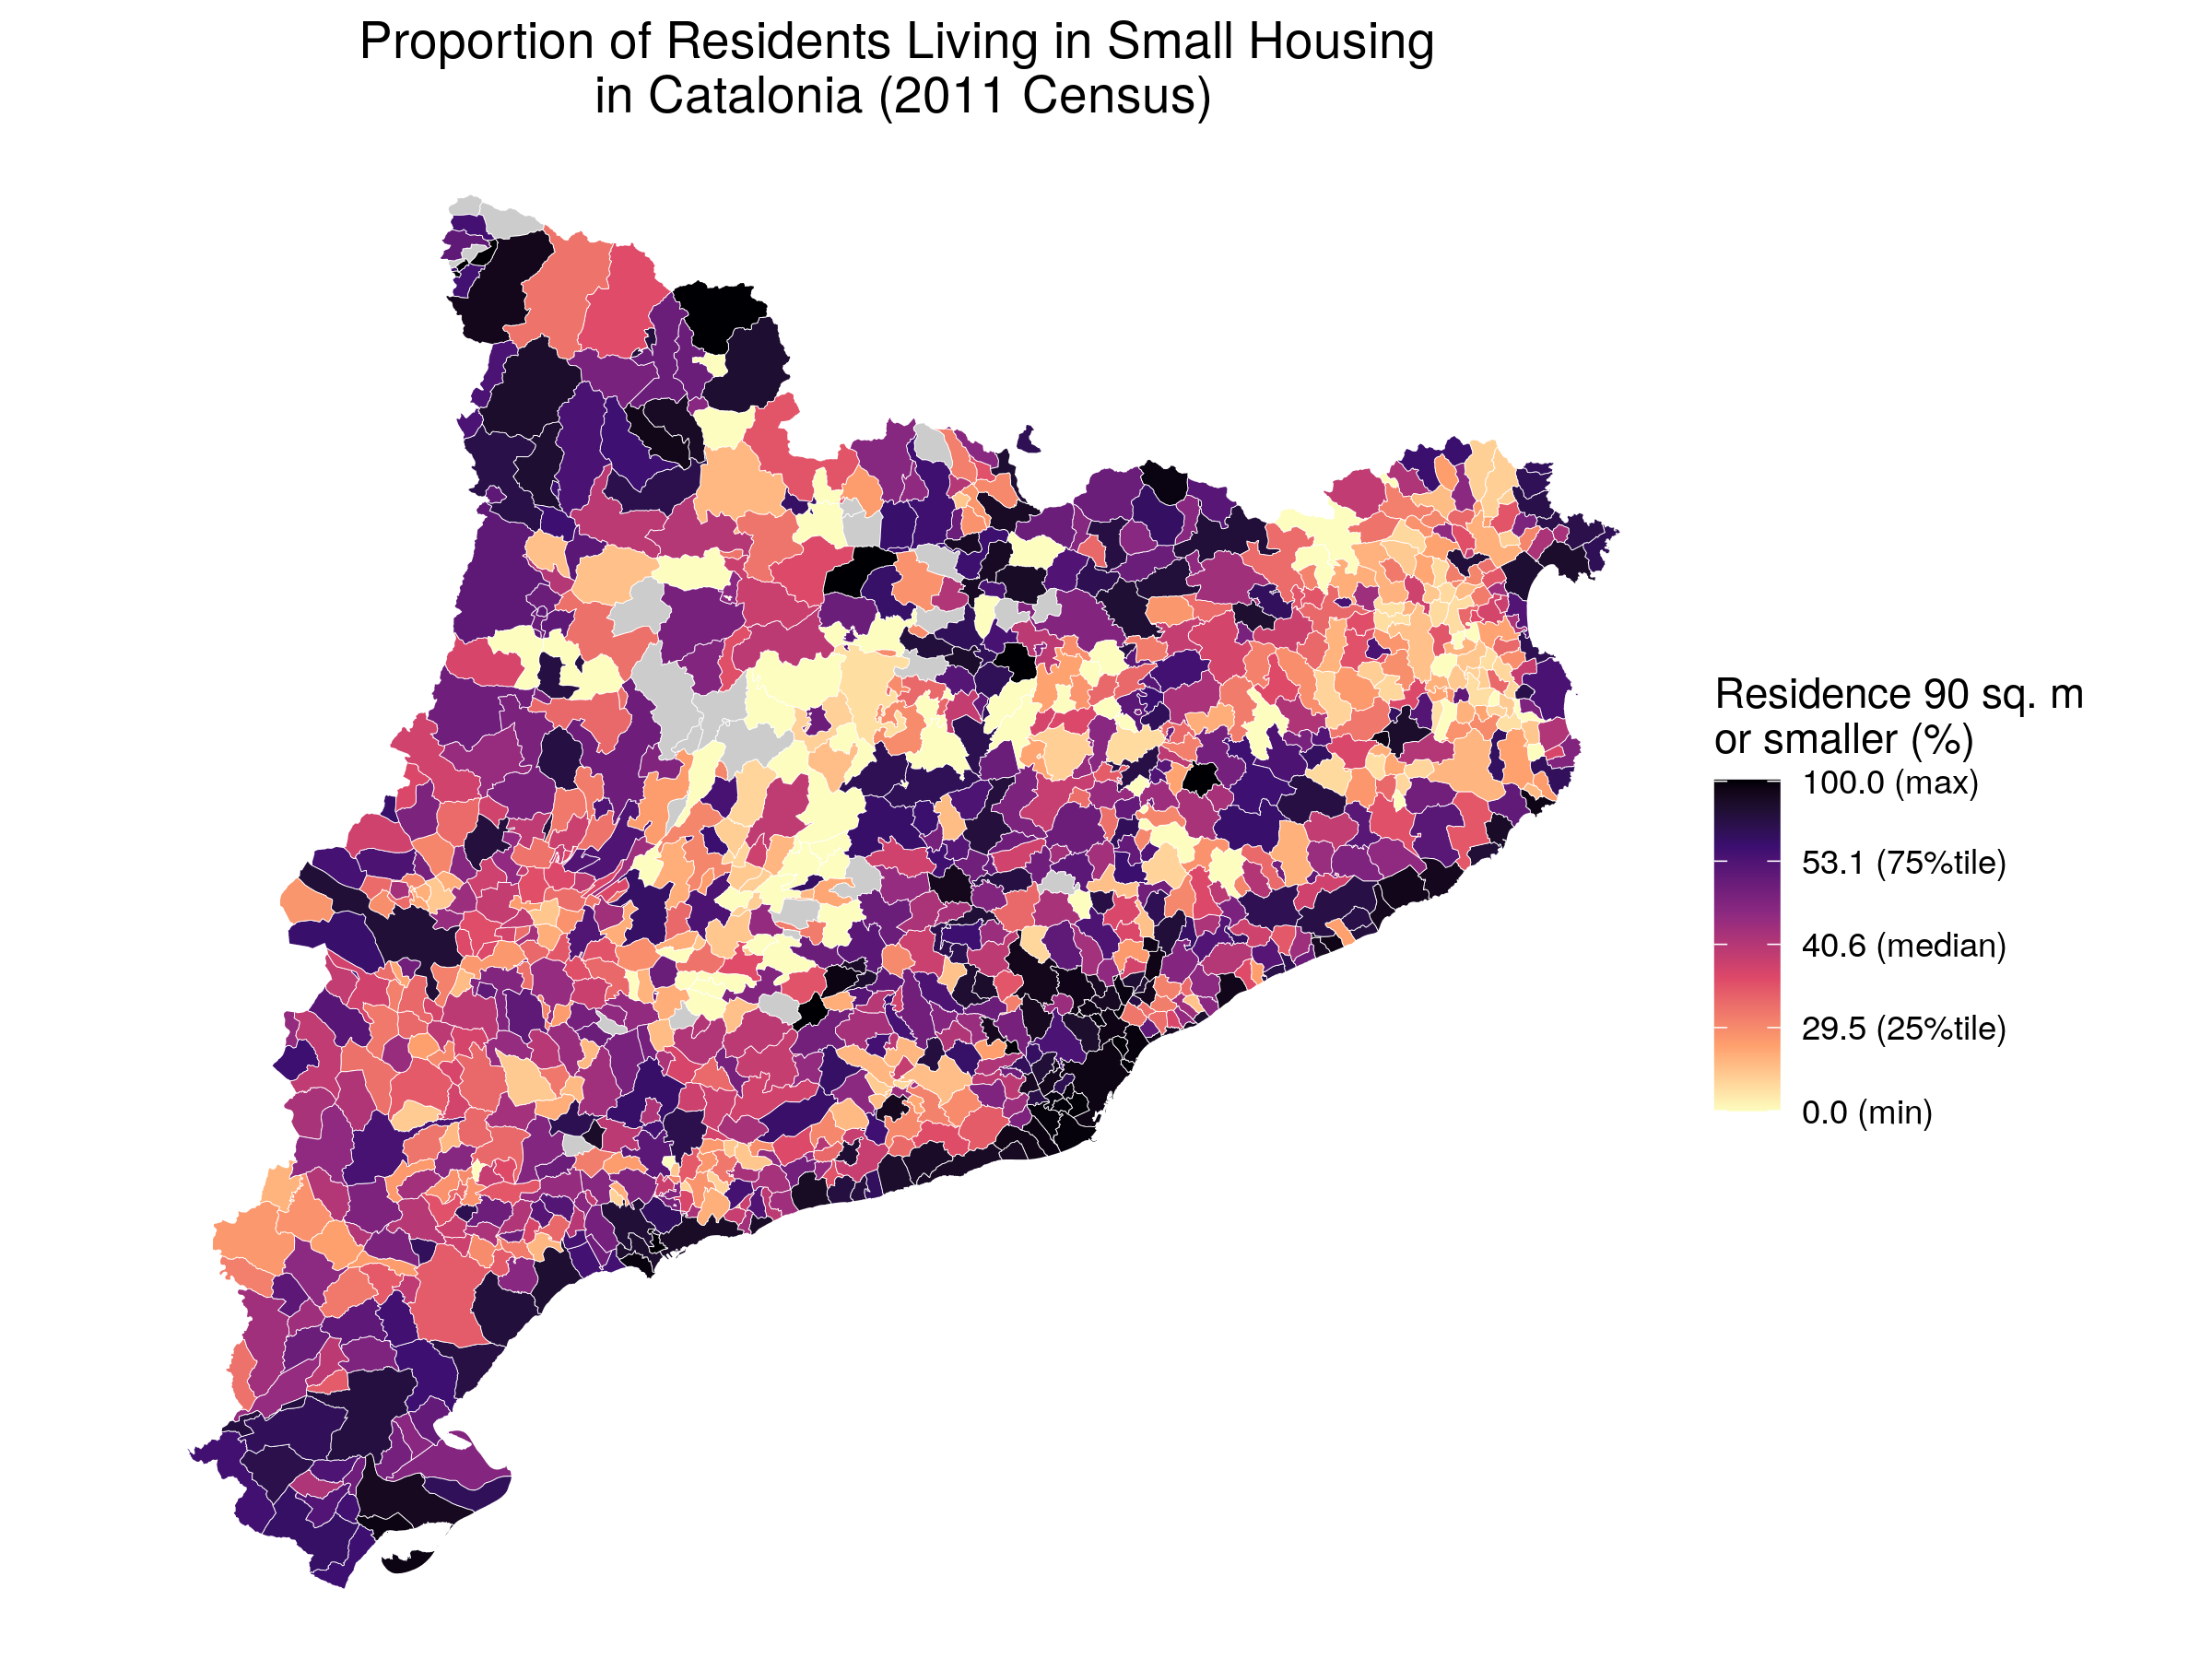 Proportion of Residents Living in Small Housing
in Catalonia (2011 Census)
Residence 90 sq. m
or smaller (%)
100.0 (max)
53.1 (75%tile)
40.6 (median)
29.5 (25%tile)
0.0 (min)